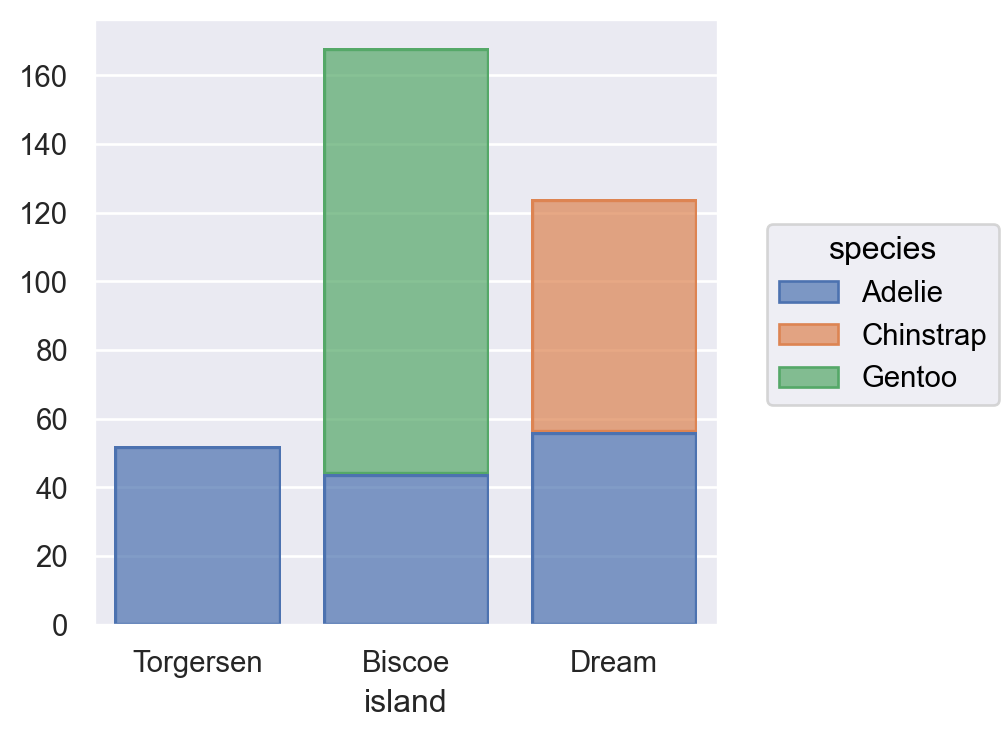 160
140
120
100
80
60
40
20
0
Torgersen Biscoe Dream
island
species
Adelie
Chinstrap
Gentoo